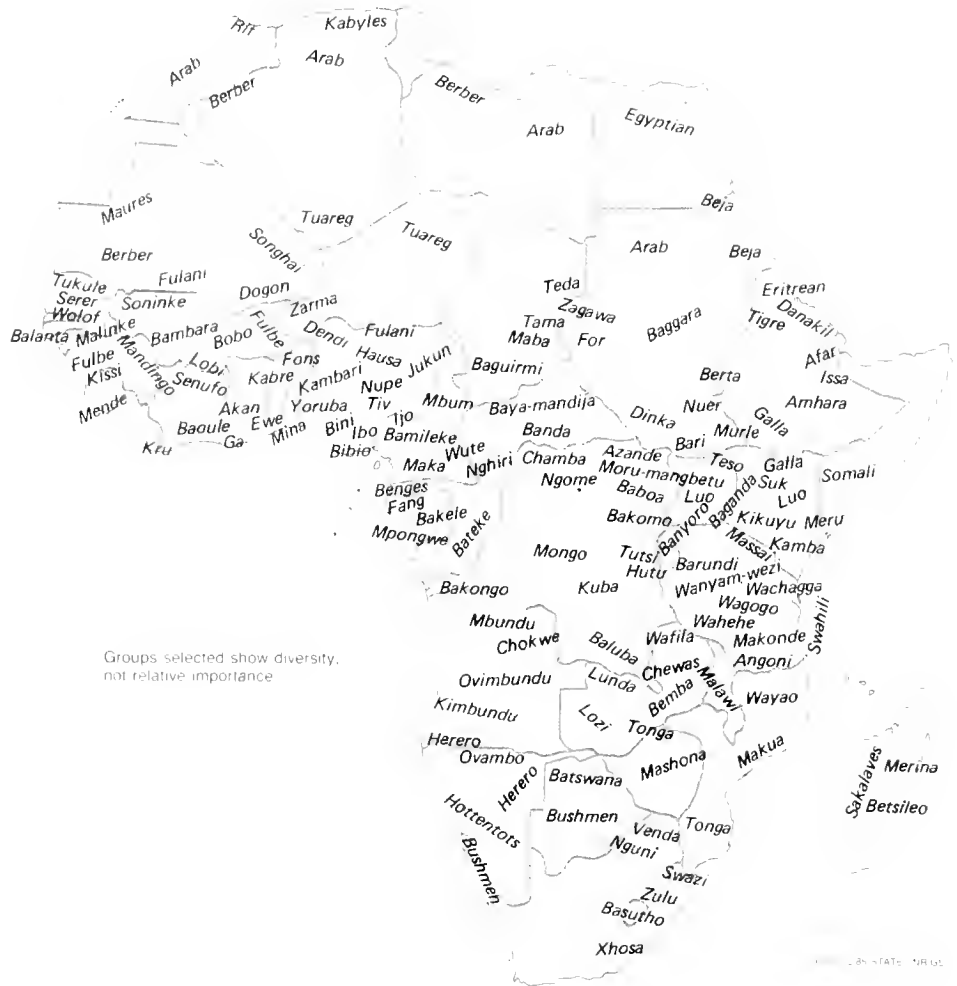 Rif
Kabyles
Arab
Arab
Berber
Berber
Arab
Egyptian
Maures
Beja
Tuareg
Tuareg
Songhai
Arab
Beja
Berber
Tukule
Fulani
Serer
Soninke
Dogon
Zarma
Teda
Zagawa
Eritrean
Danakil
Tigre
Baggara
Wolof
Balanta
Malinke
Mandingo
Bambara
Bobo
Fulbe
Dendi
Fulani
Tama
Maba
For
Afar
Issa
Fulbe
Kissi
Lobi
Senufo
Fons
Kabre
Kambari
Hausa
Nupe
Jukun
Baguirmi
Berta
Amhara
Mende
Akan
Yoruba
Tiv
Mbum
Baya-mandija
Dinka
Nuer
Galla
Baoule
Ewe
Ga
Mina
Bini
Ibo
Ijo
Bamileke
Banda
Murle
Bari
Kru
Bibio
Wute
Maka
Nghiri
Chamba
Azande
Moru-mangbetu
Teso
Galla
Suk
Somali
Benges
Ngome
Baboa
Luo
Luo
Fang
Bakele
Bakomo
Banyoro
Baganda
Kikuyu
Meru
Mpongwe
Bateke
Massai
Kamba
Mongo
Tutsi
Hutu
Barundi
Wanyam-wezi
Wachagga
Bakongo
Kuba
Wagogo
Swahili
Mbundu
Wahehe
Chokwe
Baluba
Wafila
Makonde
Groups selected show diversity,
not relative importance
Chewas
Malawi
Angoni
Ovimbundu
Lunda
Bemba
Wayao
Kimbundu
Lozi
Tonga
Herero
Ovambo
Mashona
Makua
Herero
Batswana
Sakalaves
Merina
Betsileo
Hottentots
Bushmen
Venda
Tonga
Nguni
Bushmen
Swazi
Zulu
Basutho
Xhosa